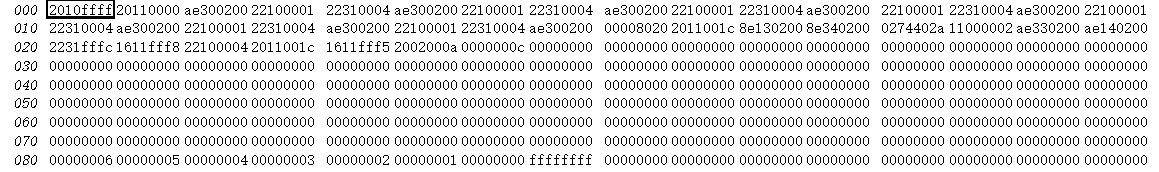 000 2010ffff 20110000 ae300200 22100001 22310004 ae300200 22100001 22310004 ae300200 22100001 22310004 ae300200 22100001 22310004 ae300200 22100001
010 22310004 ae300200 22100001 22310004 ae300200 22100001 22310004 ae300200 00008020 2011001c 8e130200 8e340200 0274402a 11000002 ae330200 ae140200
020 2231fffc 1611fff8 22100004 2011001c 1611fff5 2002000a 0000000c 00000000 00000000 00000000 00000000 00000000 00000000 00000000 00000000 00000000
030 00000000 00000000 00000000 00000000 00000000 00000000 00000000 00000000 00000000 00000000 00000000 00000000 00000000 00000000 00000000 00000000
040 00000000 00000000 00000000 00000000 00000000 00000000 00000000 00000000 00000000 00000000 00000000 00000000 00000000 00000000 00000000 00000000
050 00000000 00000000 00000000 00000000 00000000 00000000 00000000 00000000 00000000 00000000 00000000 00000000 00000000 00000000 00000000 00000000
060 00000000 00000000 00000000 00000000 00000000 00000000 00000000 00000000 00000000 00000000 00000000 00000000 00000000 00000000 00000000 00000000
070 00000000 00000000 00000000 00000000 00000000 00000000 00000000 00000000 00000000 00000000 00000000 00000000 00000000 00000000 00000000 00000000
080 00000006 00000005 00000004 00000003 00000002 00000001 00000000 ffffffff 00000000 00000000 00000000 00000000 00000000 00000000 00000000 00000000